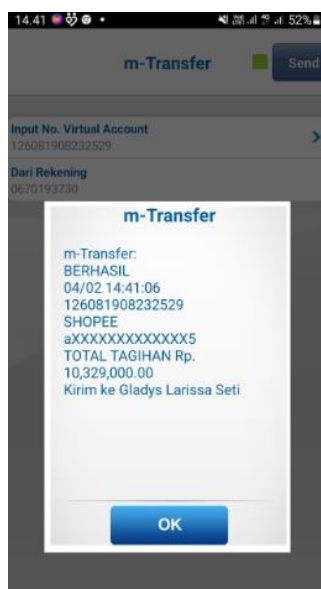 14.41
52%
m-Transfer
Send
Input No. Virtual Account
126081908232529
Dari Rekening
0670193730
m-Transfer
m-Transfer:
BERHASIL
04/02 14:41:06
126081908232529
SHOPEE
aXXXXXXXXXXXXX5
TOTAL TAGIHAN Rp.
10,329,000.00
Kirim ke Gladys Larissa Seti
OK